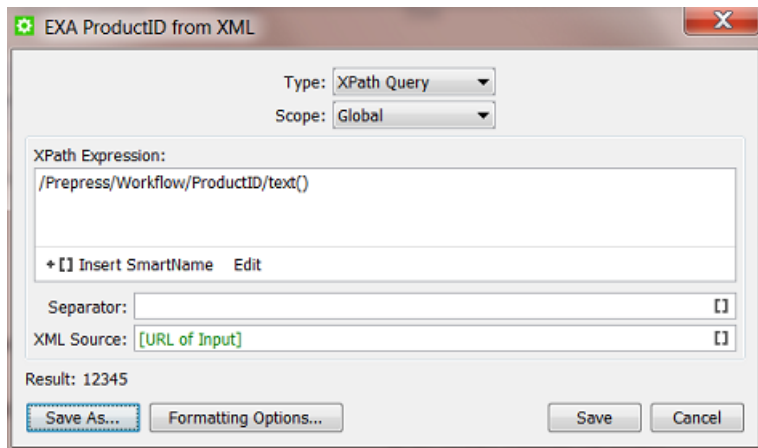 EXA ProductID from XML
X
Type: XPath Query
Scope: Global
XPath Expression:
/Prepress/Workflow/ProductID/text()
+ [] Insert SmartName Edit
Separator: []
XML Source: [URL of Input] []
Result: 12345
Save As... Formatting Options... Save Cancel